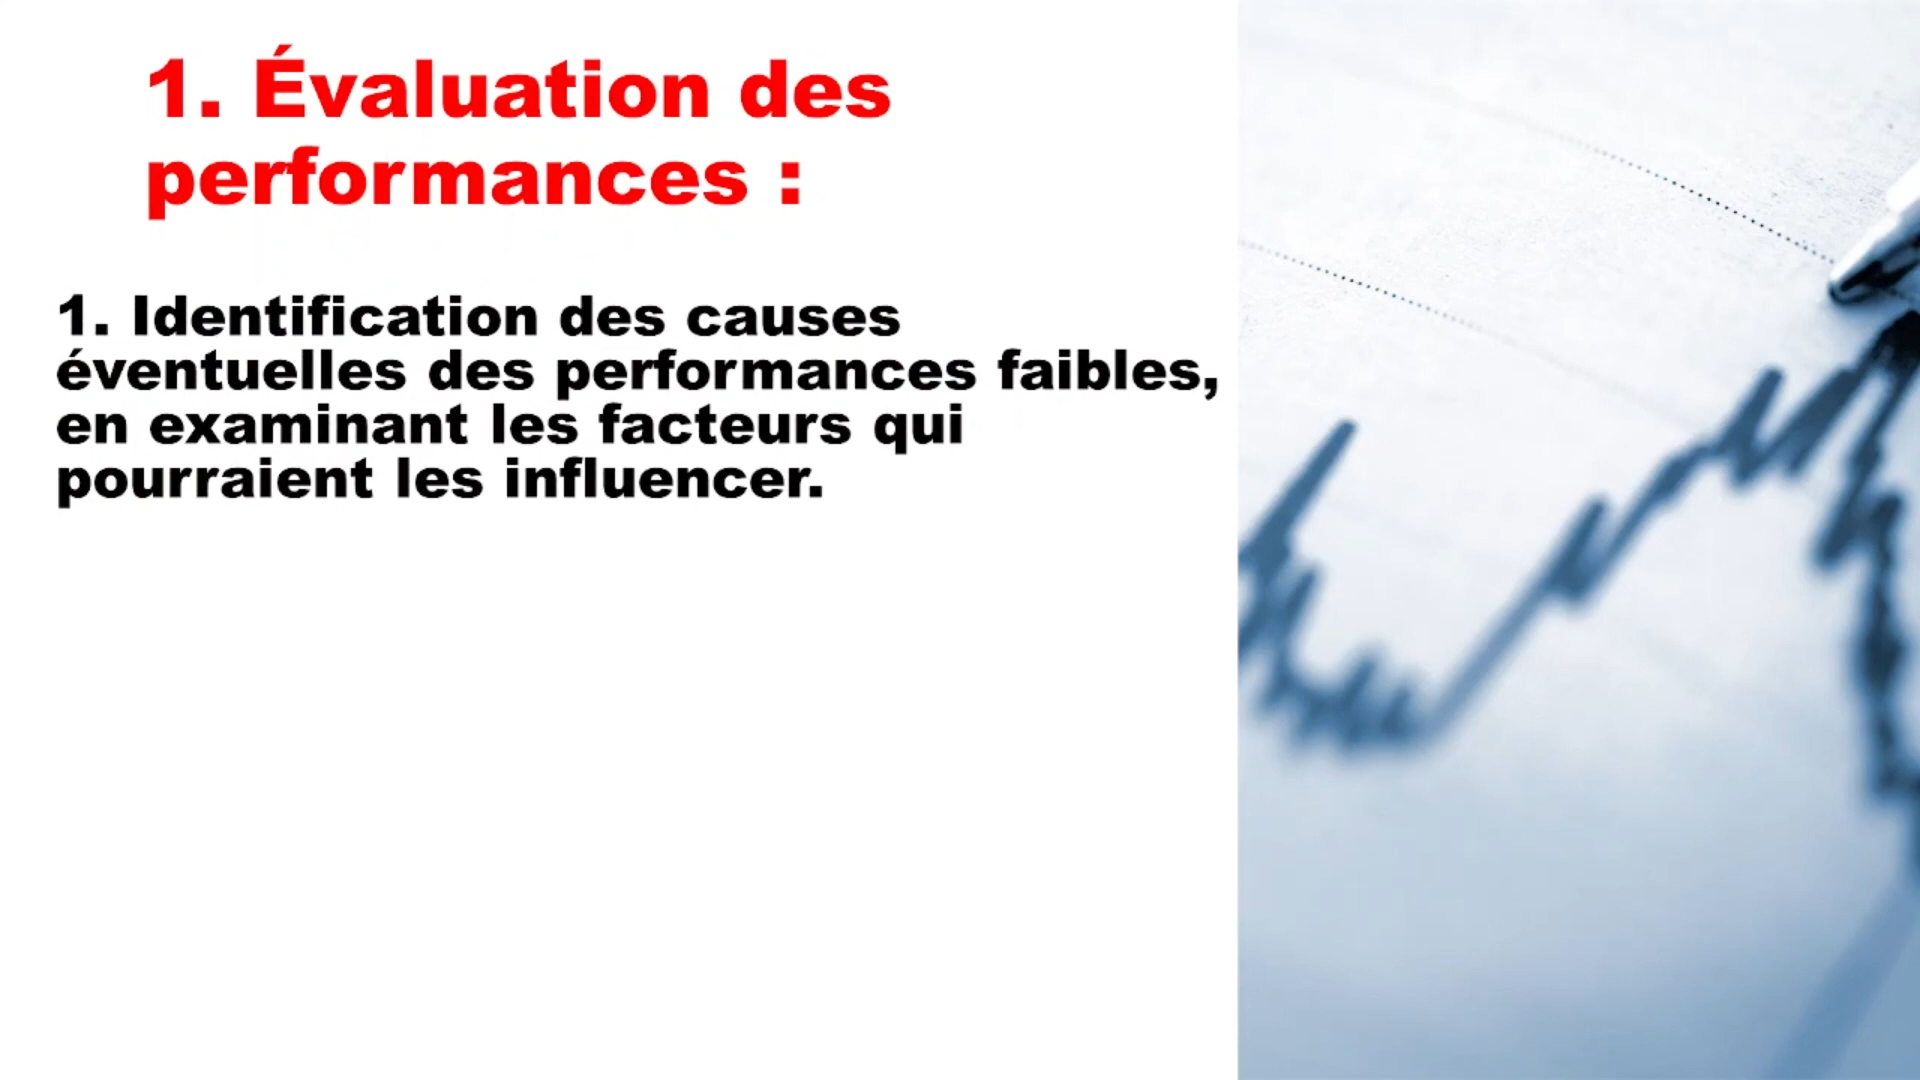 1. Évaluation des
performances :
1. Identification des causes
éventuelles des performances faibles,
en examinant les facteurs qui
pourraient les influencer.